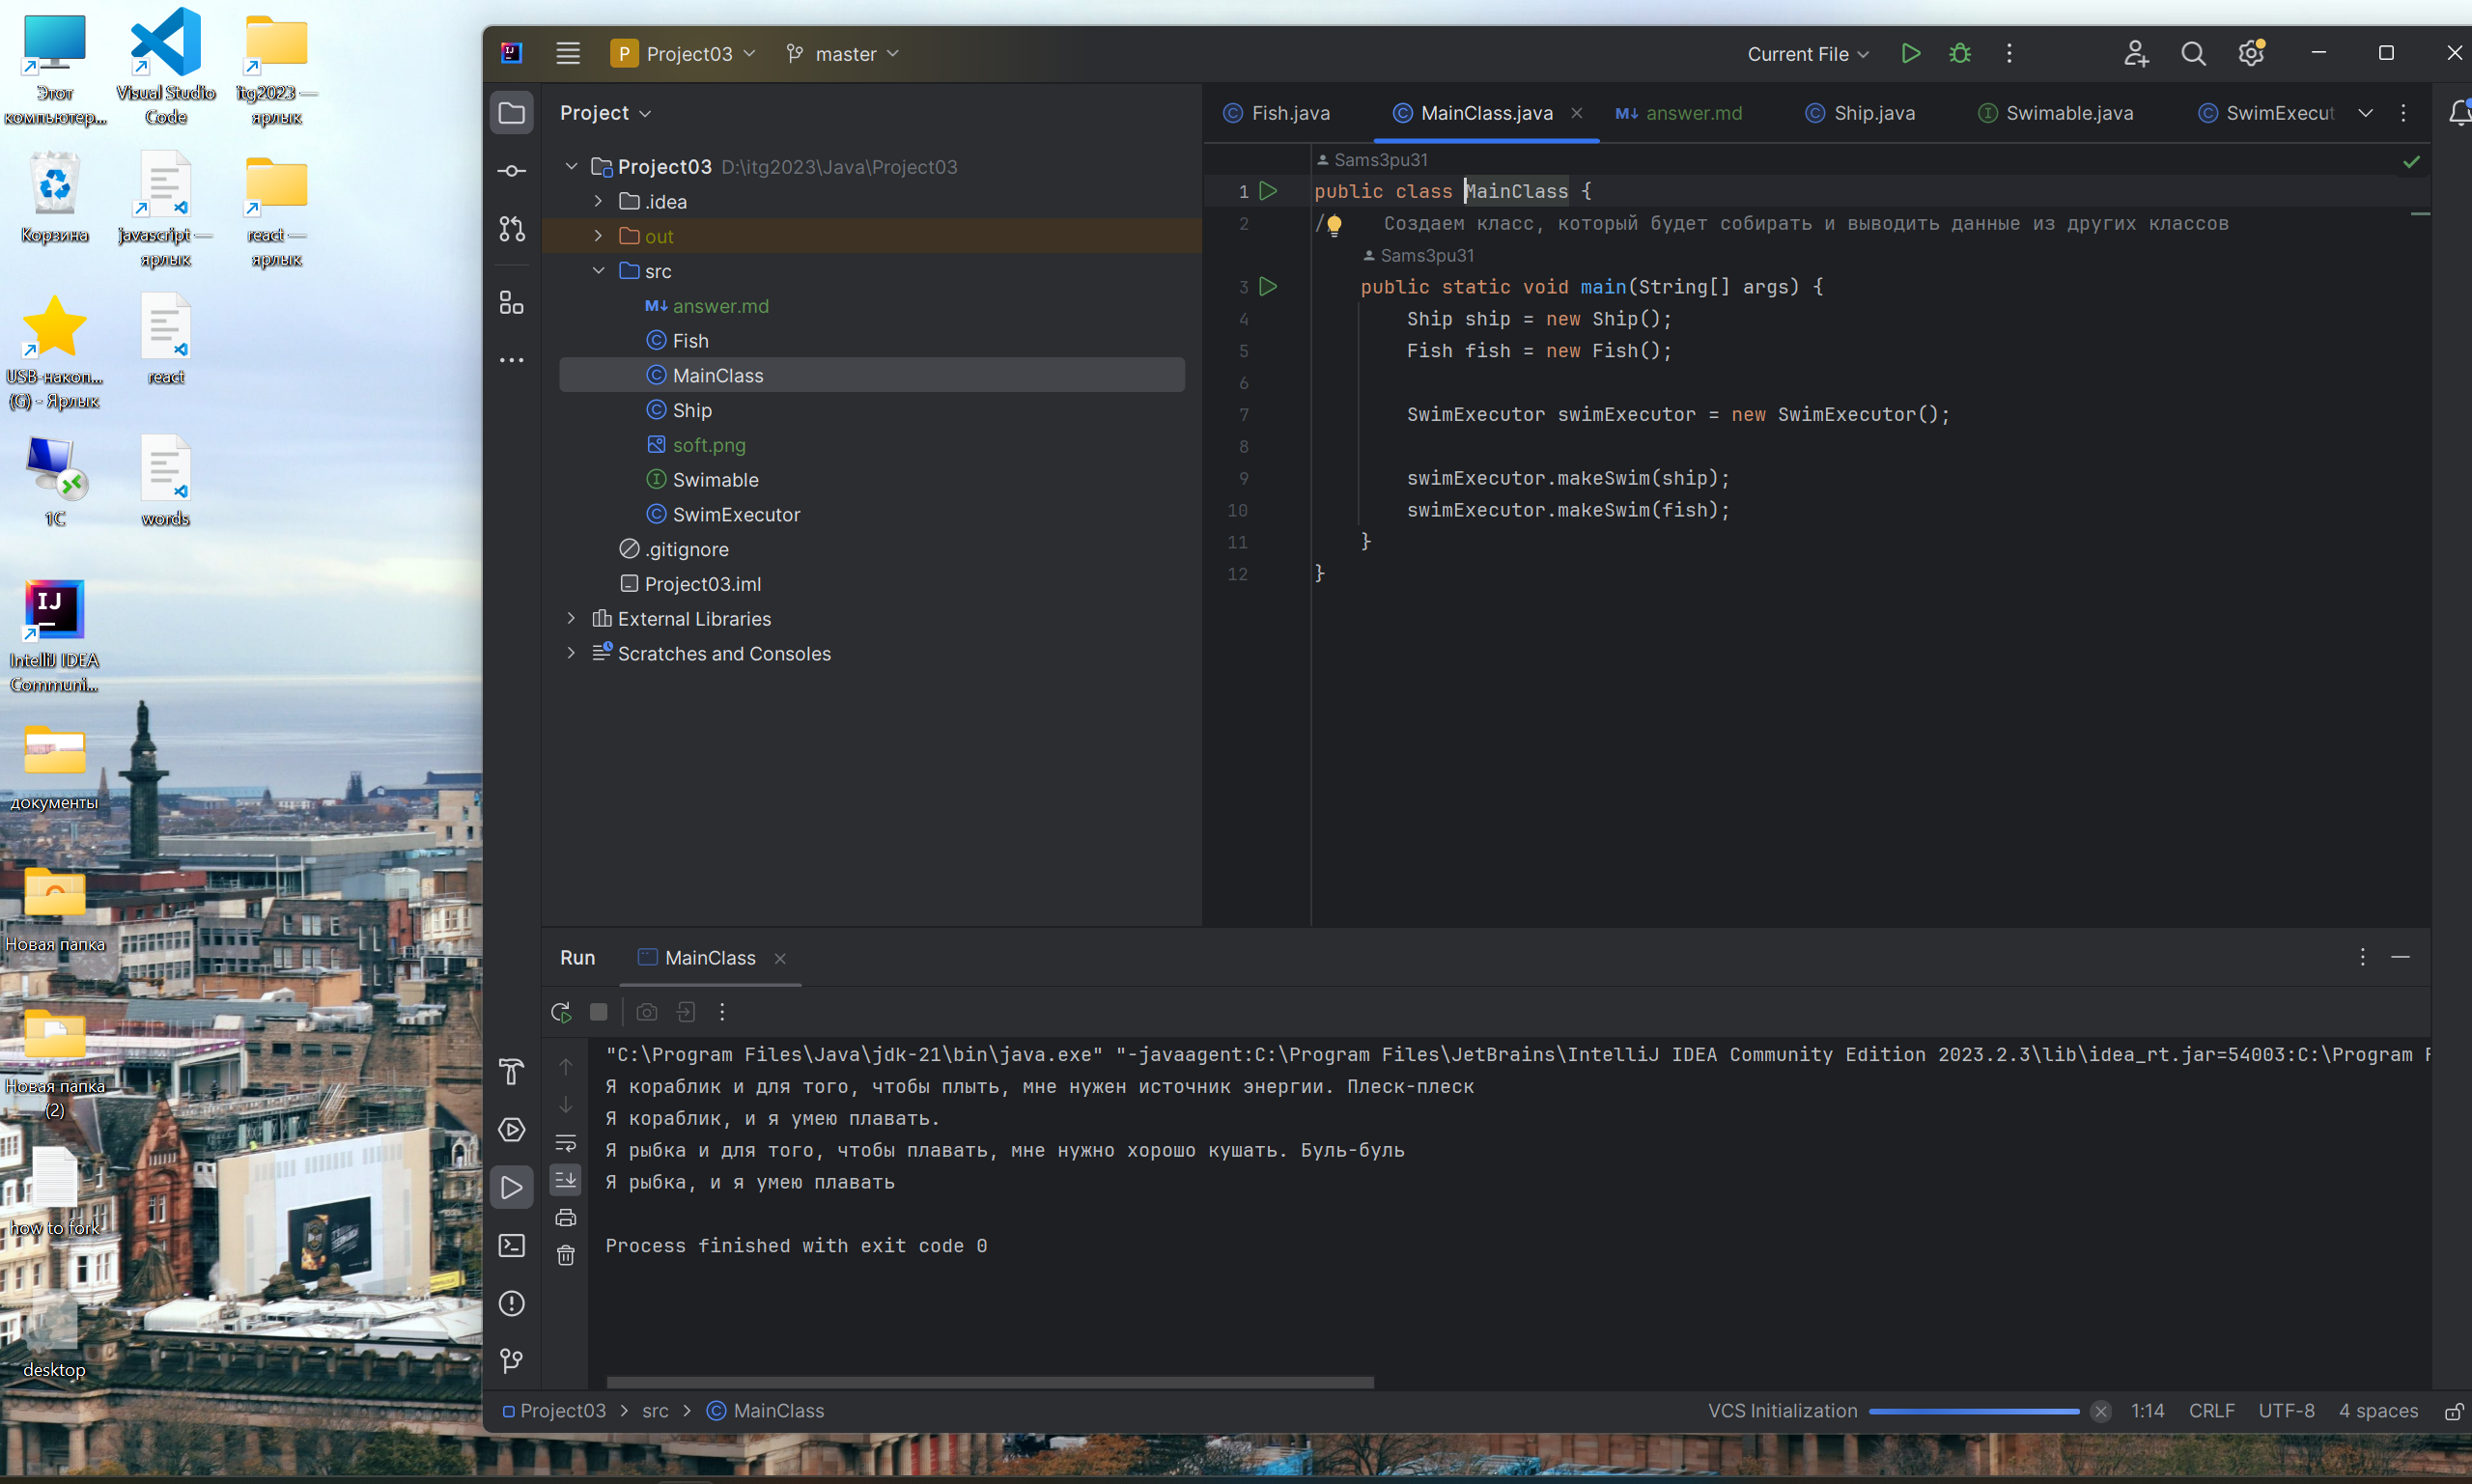 Этот
компьютер...
Visual Studio
Code
itg2023 —
ярлык
Корзина
javascript —
ярлык
react —
ярлык
USB-накоп...
(G) - Ярлык
react
1C
words
IntelliJ IDEA
Communi...
документы
Новая папка
Новая папка
(2)
how to fork
desktop
P Project03 master
Current File
Project
Project03 D:\itg2023\Java\Project03
.idea
out
src
answer.md
Fish
MainClass
Ship
soft.png
Swimable
SwimExecutor
.gitignore
Project03.iml
External Libraries
Scratches and Consoles
Fish.java MainClass.java answer.md Ship.java Swimable.java SwimExecut
Sams3pu31
1 public class MainClass {
2 / Создаем класс, который будет собирать и выводить данные из других классов
Sams3pu31
3 public static void main(String[] args) {
4 Ship ship = new Ship();
5 Fish fish = new Fish();
6
7 SwimExecutor swimExecutor = new SwimExecutor();
8
9 swimExecutor.makeSwim(ship);
10 swimExecutor.makeSwim(fish);
11 }
12 }
Run MainClass
"C:\Program Files\Java\jdk-21\bin\java.exe" "-javaagent:C:\Program Files\JetBrains\IntelliJ IDEA Community Edition 2023.2.3\lib\idea_rt.jar=54003:C:\Program F
Я кораблик и для того, чтобы плыть, мне нужен источник энергии. Плеск-плеск
Я кораблик, и я умею плавать.
Я рыбка и для того, чтобы плавать, мне нужно хорошо кушать. Буль-буль
Я рыбка, и я умею плавать
Process finished with exit code 0
Project03 > src > MainClass
VCS Initialization 1:14 CRLF UTF-8 4 spaces